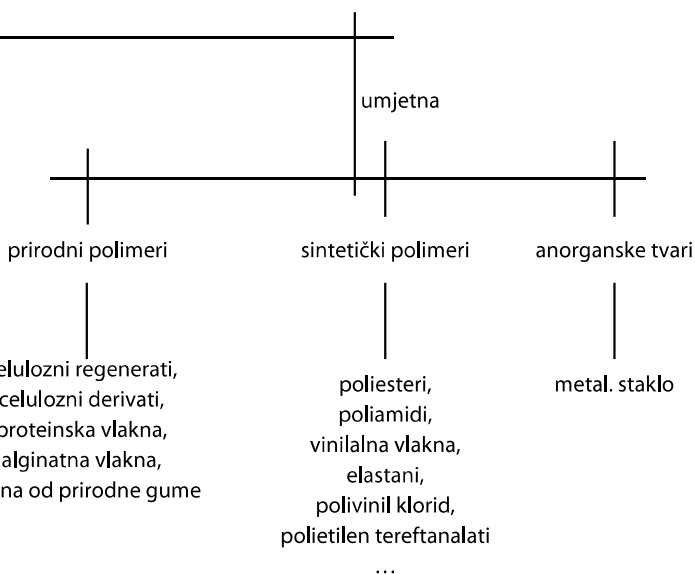 umjetna
prirodni polimeri
sintetički polimeri
anorganske tvari
elulozni regenerati,
celulozni derivati,
proteinska vlakna,
alginatna vlakna,
na od prirodne gume
poliesteri,
poliamidi,
vinilalna vlakna,
elastani,
polivinil klorid,
polietilen tereftanalati
...
metal. staklo